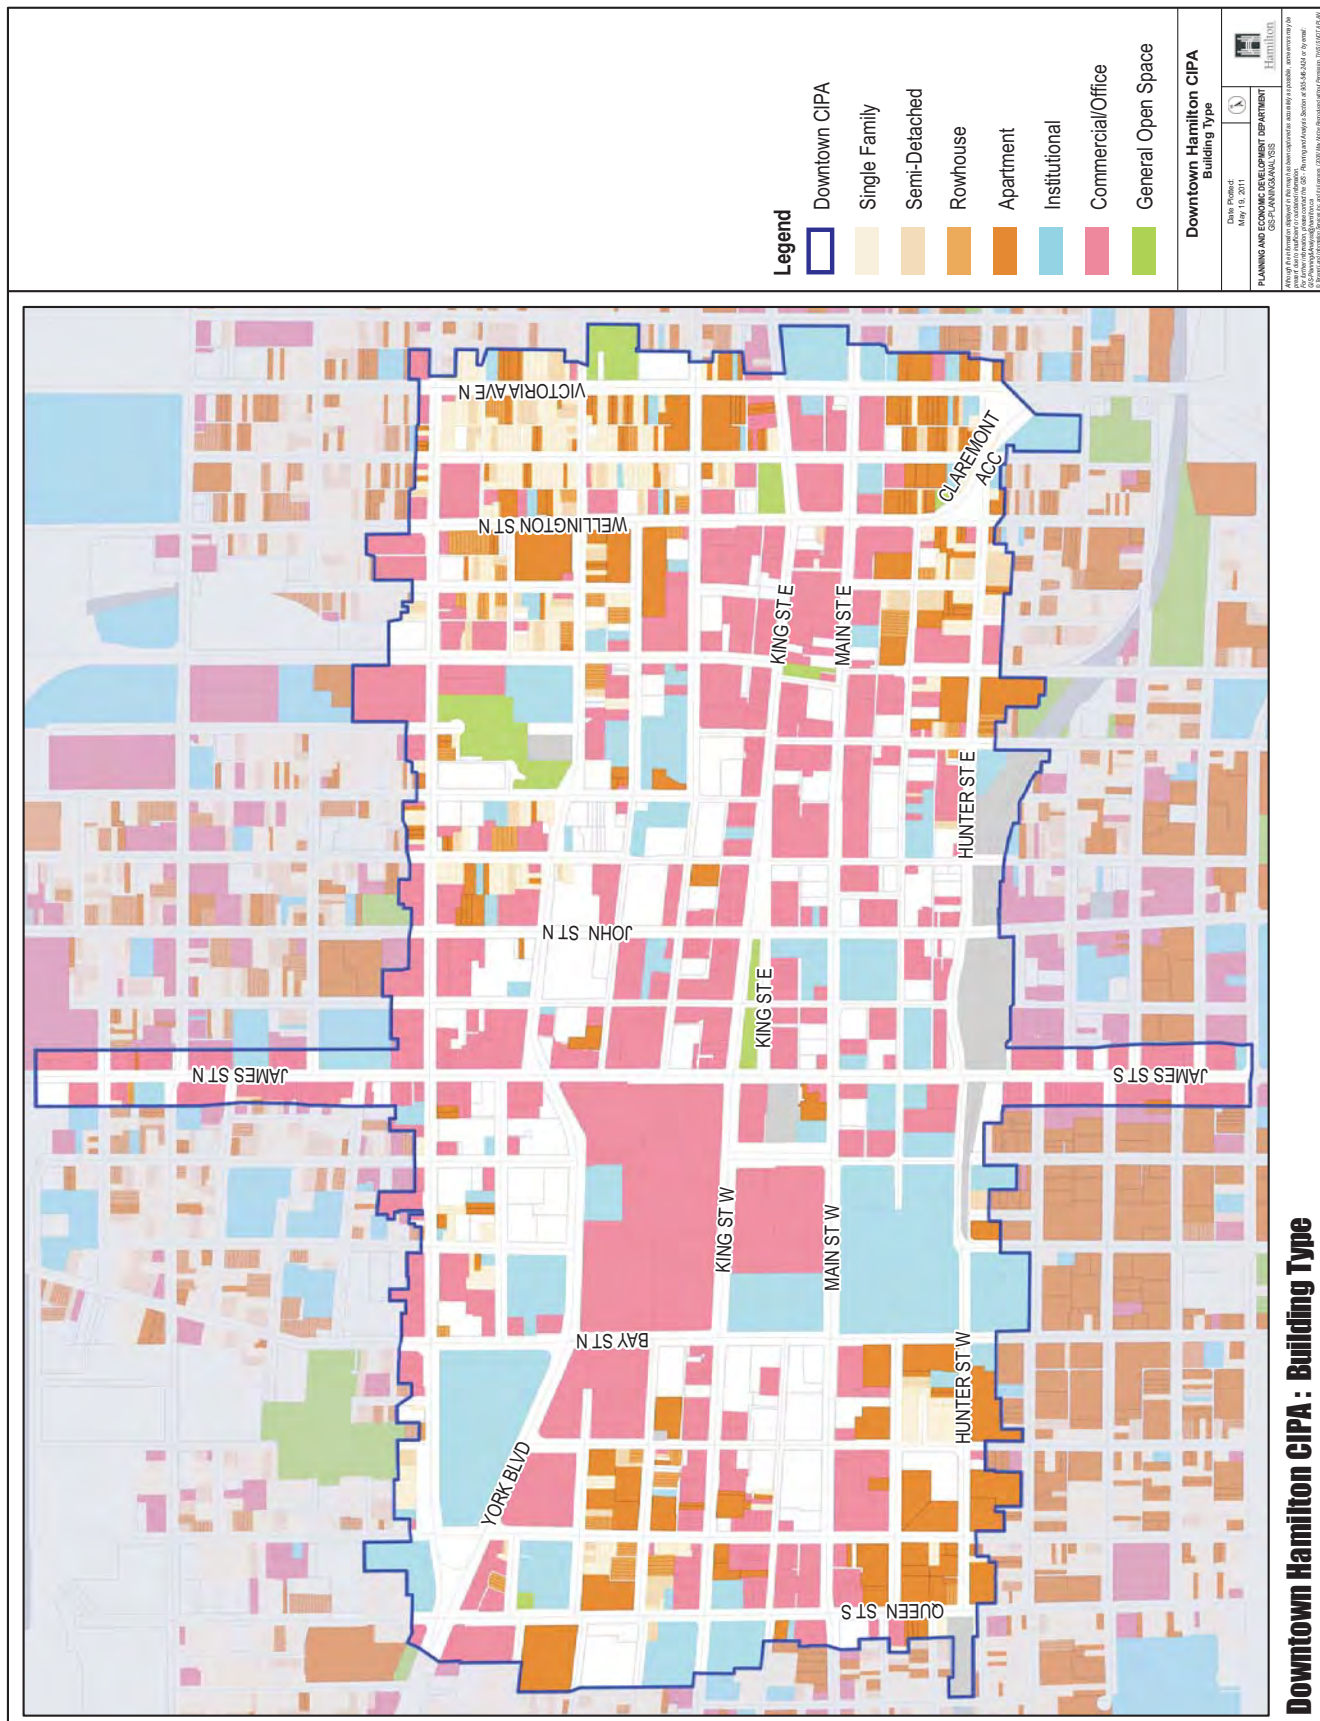 Downtown Hamilton CIPA : Building Type
Legend
Downtown CIPA
Single Family
Semi-Detached
Rowhouse
Apartment
Institutional
Commercial/Office
General Open Space
Downtown Hamilton CIPA
Building Type
Date Plotted:
May 19, 2011
Hamilton
PLANNING AND ECONOMIC DEVELOPMENT DEPARTMENT
GIS-PLANNING&ANALYSIS
JAMES ST N
JAMES ST S
VICTORIA AVE N
WELLINGTON ST N
CLAREMONT
ACC
KING ST E
MAIN ST E
HUNTER ST E
JOHN ST N
KING ST E
KING ST W
MAIN ST W
BAY ST N
HUNTER ST W
YORK BLVD
QUEEN ST S